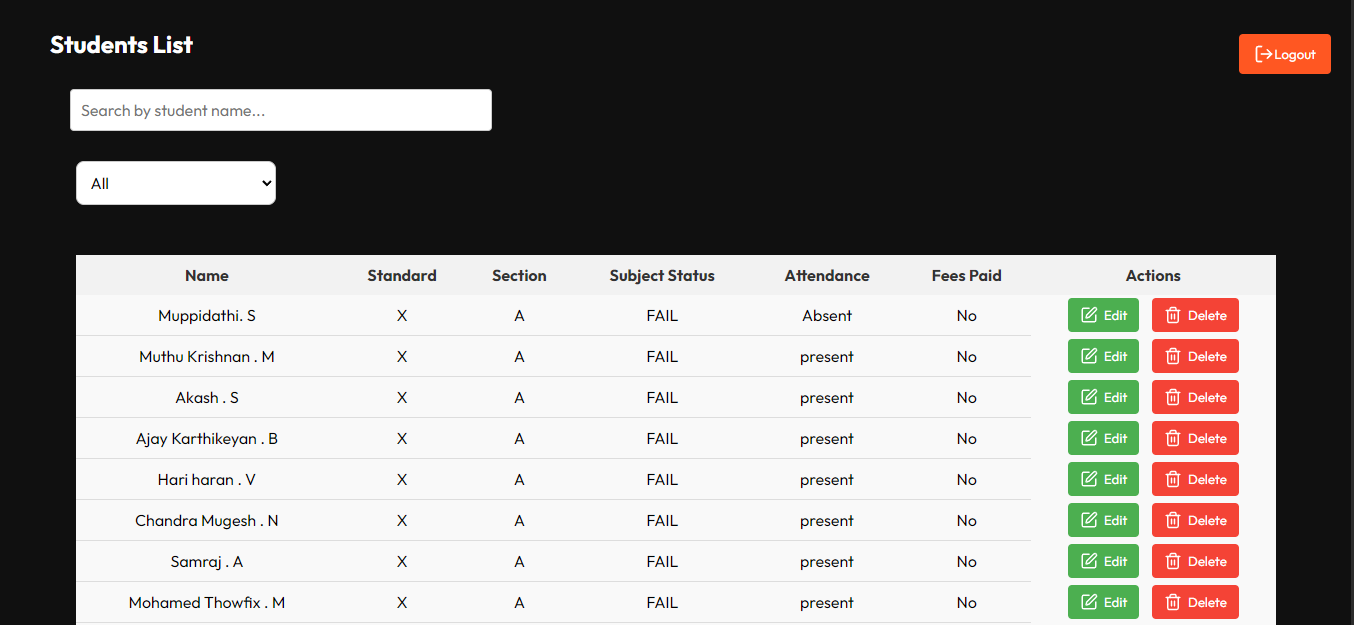 Students List
Logout
Search by student name...
All
Name Standard Section Subject Status Attendance Fees Paid Actions
Muppidathi. S X A FAIL Absent No Edit Delete
Muthu Krishnan . M X A FAIL present No Edit Delete
Akash . S X A FAIL present No Edit Delete
Ajay Karthikeyan . B X A FAIL present No Edit Delete
Hari haran . V X A FAIL present No Edit Delete
Chandra Mugesh . N X A FAIL present No Edit Delete
Samraj . A X A FAIL present No Edit Delete
Mohamed Thowfix . M X A FAIL present No Edit Delete